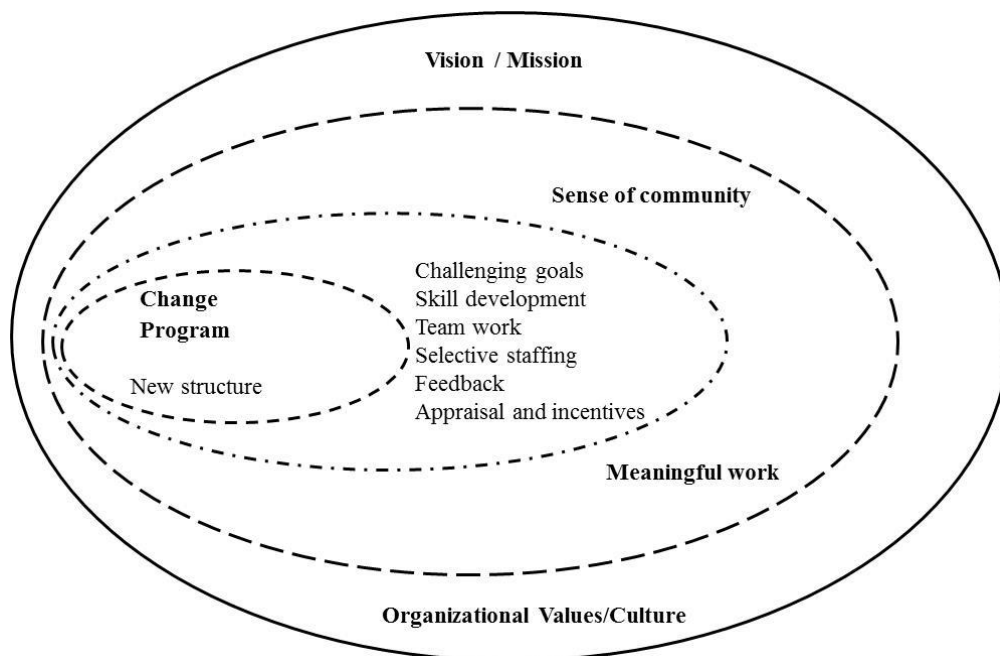 Vision / Mission
Sense of community
Change
Program
New structure
Challenging goals
Skill development
Team work
Selective staffing
Feedback
Appraisal and incentives
Meaningful work
Organizational Values/Culture